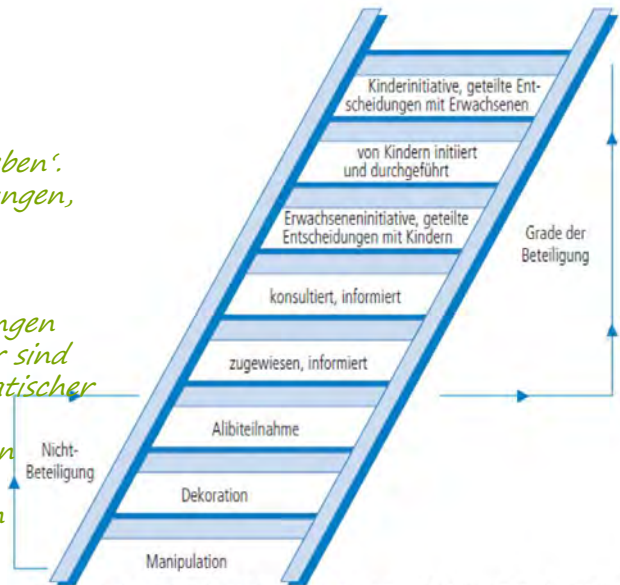 ben'.
ngen,
ngen
r sind
atischer
n
n
Kinderinitiative, geteilte Ent-
scheidungen mit Erwachsenen
von Kindern initiiert
und durchgeführt
Erwachseneninitiative, geteilte
Entscheidungen mit Kindern
konsultiert, informiert
zugewiesen, informiert
Alibiteilnahme
Dekoration
Manipulation
Nicht-
Beteiligung
Grade der
Beteiligung